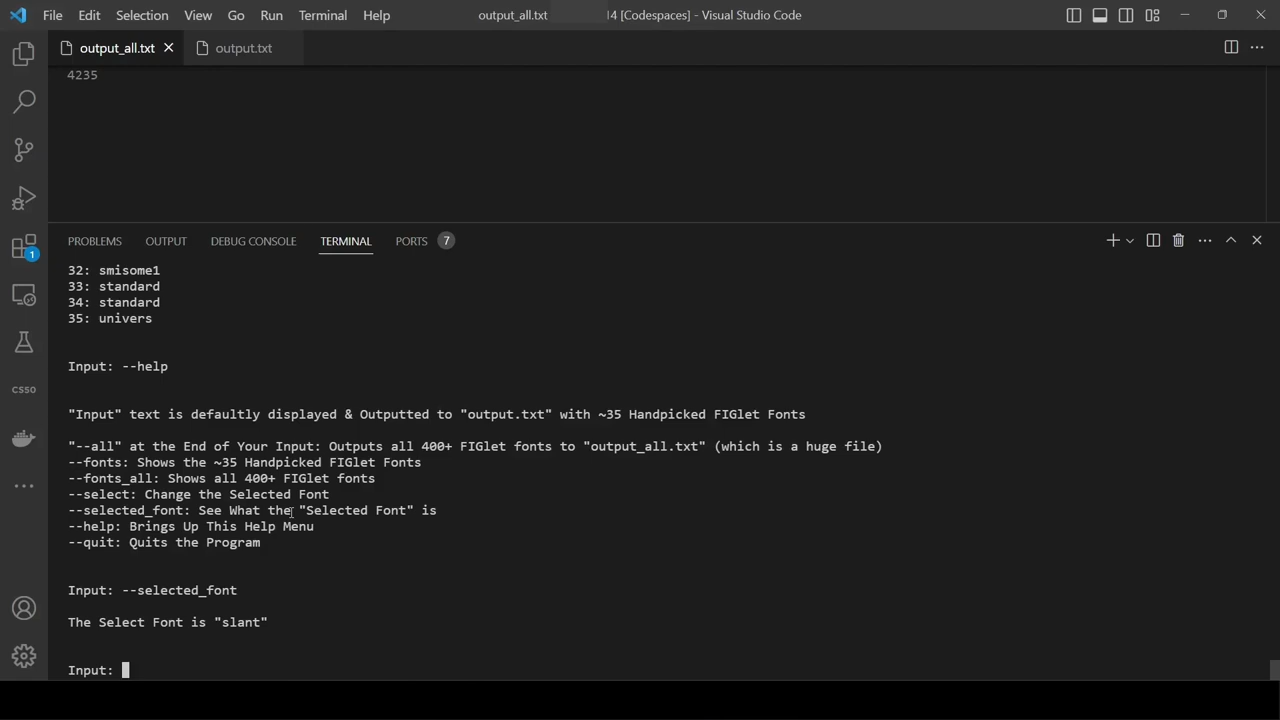 File Edit Selection View Go Run Terminal Help output_all.txt 14 [Codespaces] - Visual Studio Code
output_all.txt output.txt
4235
PROBLEMS OUTPUT DEBUG CONSOLE TERMINAL PORTS 7
32: smisome1
33: standard
34: standard
35: univers
1
Input: --help
CS50
"Input" text is defaultly displayed & Outputted to "output.txt" with ~35 Handpicked FIGlet Fonts
"--all" at the End of Your Input: Outputs all 400+ FIGlet fonts to "output_all.txt" (which is a huge file)
--fonts: Shows the ~35 Handpicked FIGlet Fonts
--fonts_all: Shows all 400+ FIGlet fonts
--select: Change the Selected Font
--selected_font: See What the "Selected Font" is
--help: Brings Up This Help Menu
--quit: Quits the Program
Input: --selected_font
The Select Font is "slant"
Input: